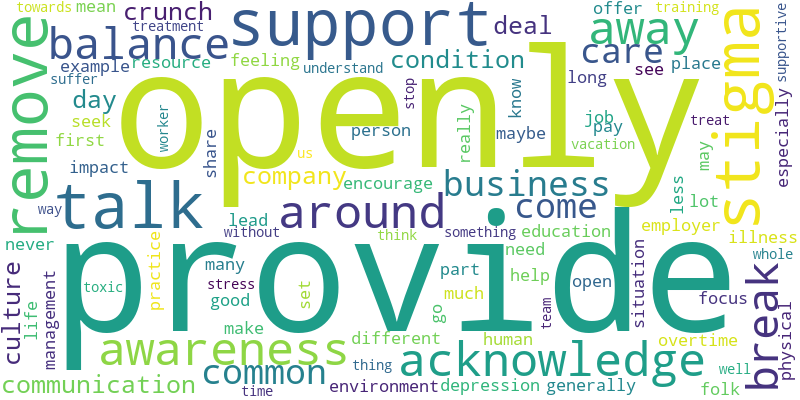 towards
mean
crunch
support
deal
offer
training
treatment
balance
away
stigma
supportive
example
resource
feeling
condition
care
place
suffer
understand
openly
long
remove
day
stop
know
see
seek
worker
person
really
maybe
job
pay
treat
first
share
us
vacation
especially
impact
company
encourage
business
may
less
lot
way
talk
around
come
lead
without
think
something
education
employer
illness
never
many
part
need
whole
practice
stress
help
open
situation
culture
life
management
toxic
good
set
provide
much
go
team
focus
break
physical
make
different
human
overtime
awareness
common
thing
acknowledge
well
communication
time
environment
depression
generally
folk